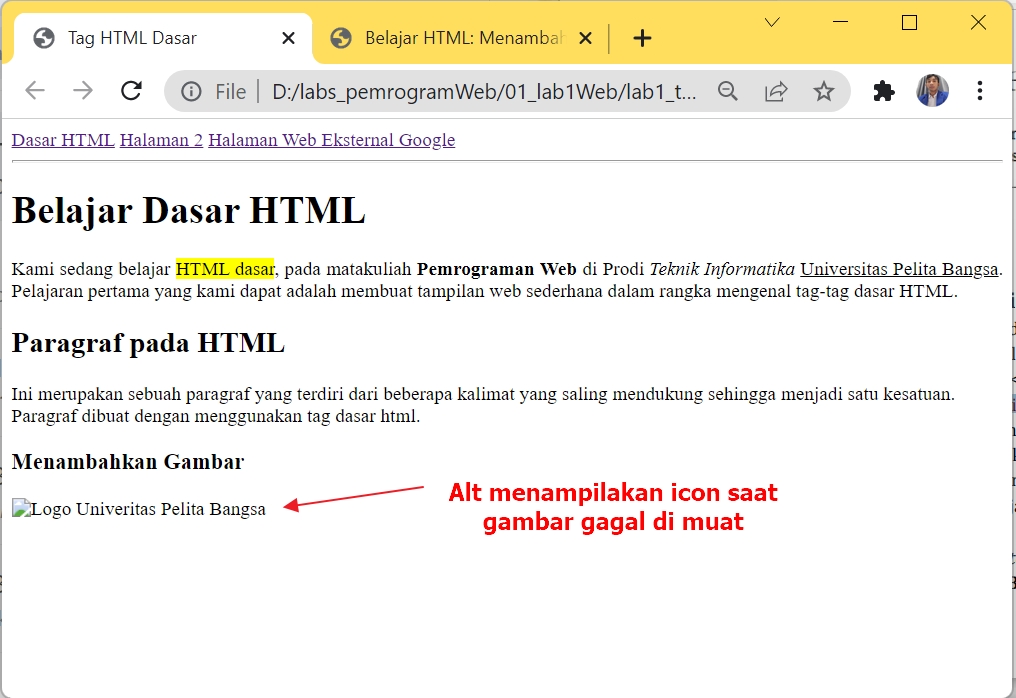 Tag HTML Dasar
Belajar HTML: Menambah
File
D:/labs_pemrogramWeb/01_lab1Web/lab1_t...
Dasar HTML Halaman 2 Halaman Web Eksternal Google
Belajar Dasar HTML
Kami sedang belajar HTML dasar, pada matakuliah Pemrograman Web di Prodi Teknik Informatika Universitas Pelita Bangsa.
Pelajaran pertama yang kami dapat adalah membuat tampilan web sederhana dalam rangka mengenal tag-tag dasar HTML.
Paragraf pada HTML
Ini merupakan sebuah paragraf yang terdiri dari beberapa kalimat yang saling mendukung sehingga menjadi satu kesatuan.
Paragraf dibuat dengan menggunakan tag dasar html.
Menambahkan Gambar
Logo Univeritas Pelita Bangsa
Alt menampilakan icon saat
gambar gagal di muat